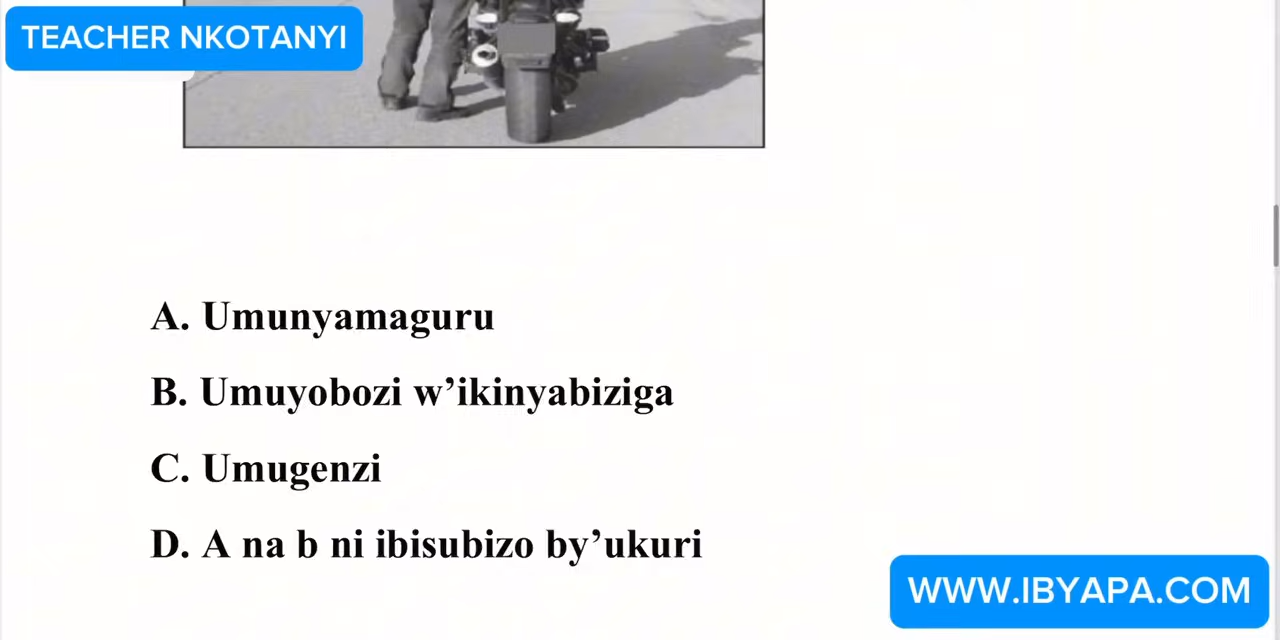 TEACHER NKOTANYI
A. Umunyamaguru
B. Umuyobozi w’ikinyabiziga
C. Umugenzi
D. A na b ni ibisubizo by’ukuri
WWW.IBYAPA.COM